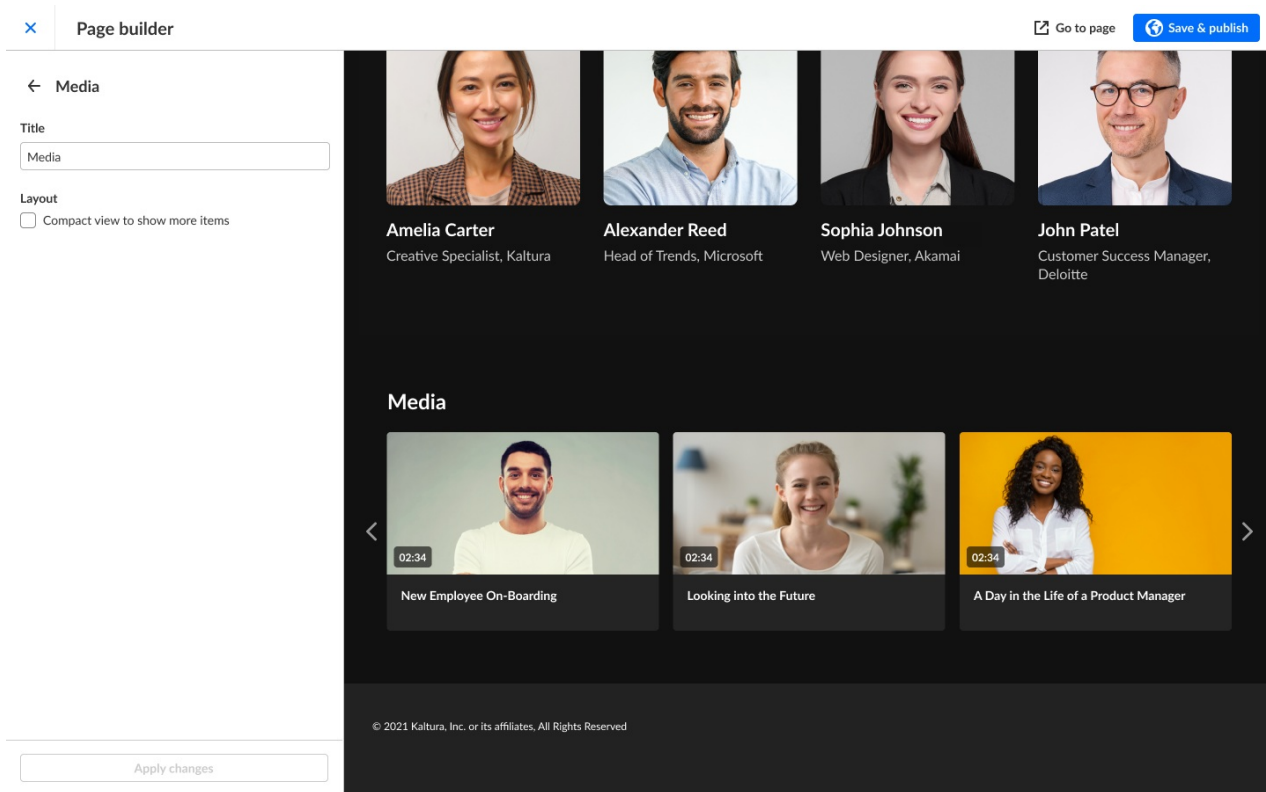 Page builder
Go to page
Save & publish
Media
Title
Media
Layout
Compact view to show more items
Apply changes
Amelia Carter
Creative Specialist, Kaltura
Alexander Reed
Head of Trends, Microsoft
Sophia Johnson
Web Designer, Akamai
John Patel
Customer Success Manager,
Deloitte
Media
02:34
New Employee On-Boarding
02:34
Looking into the Future
02:34
A Day in the Life of a Product Manager
© 2021 Kaltura, Inc. or its affiliates, All Rights Reserved